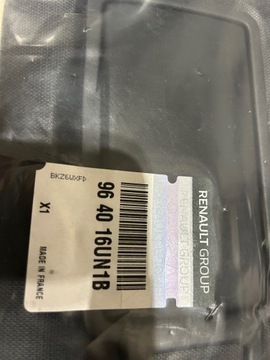 RENAULT GROUP
96 40 16UN1B
X1
MADE IN FRANCE